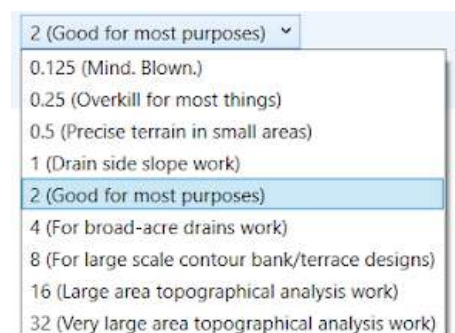 2 (Good for most purposes)
0.125 (Mind. Blown.)
0.25 (Overkill for most things)
0.5 (Precise terrain in small areas)
1 (Drain side slope work)
2 (Good for most purposes)
4 (For broad-acre drains work)
8 (For large scale contour bank/terrace designs)
16 (Large area topographical analysis work)
32 (Very large area topographical analysis work)